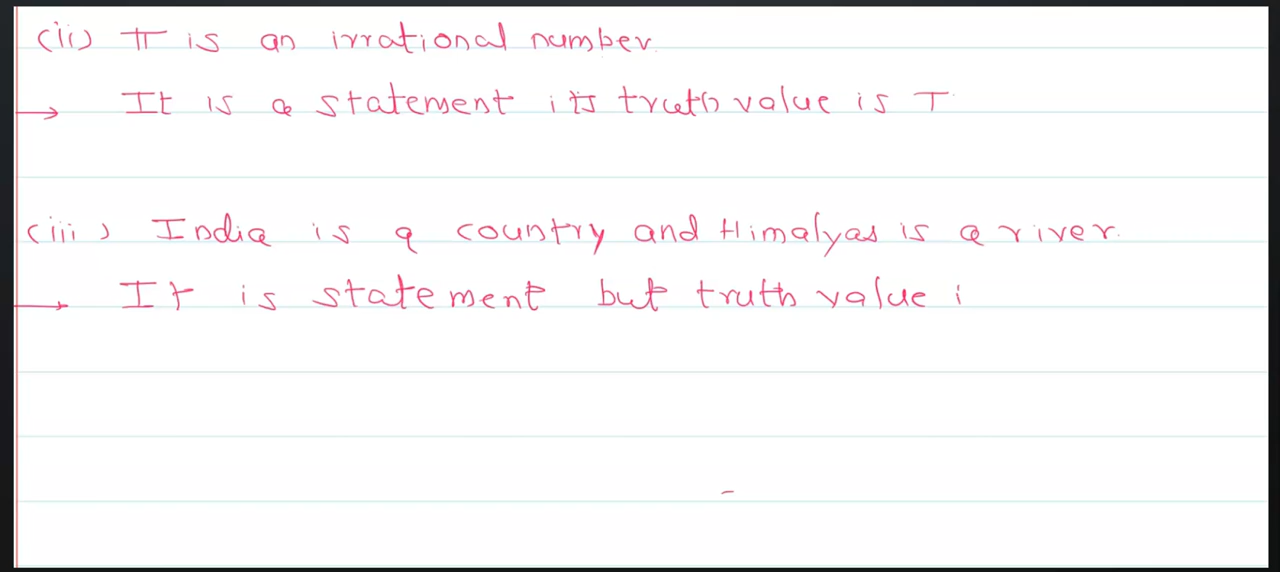 (ii) π is an irrational number.
→ It is a statement its truth value is T
(iii) India is a country and Himalyas is a river.
→ It is statement but truth value i